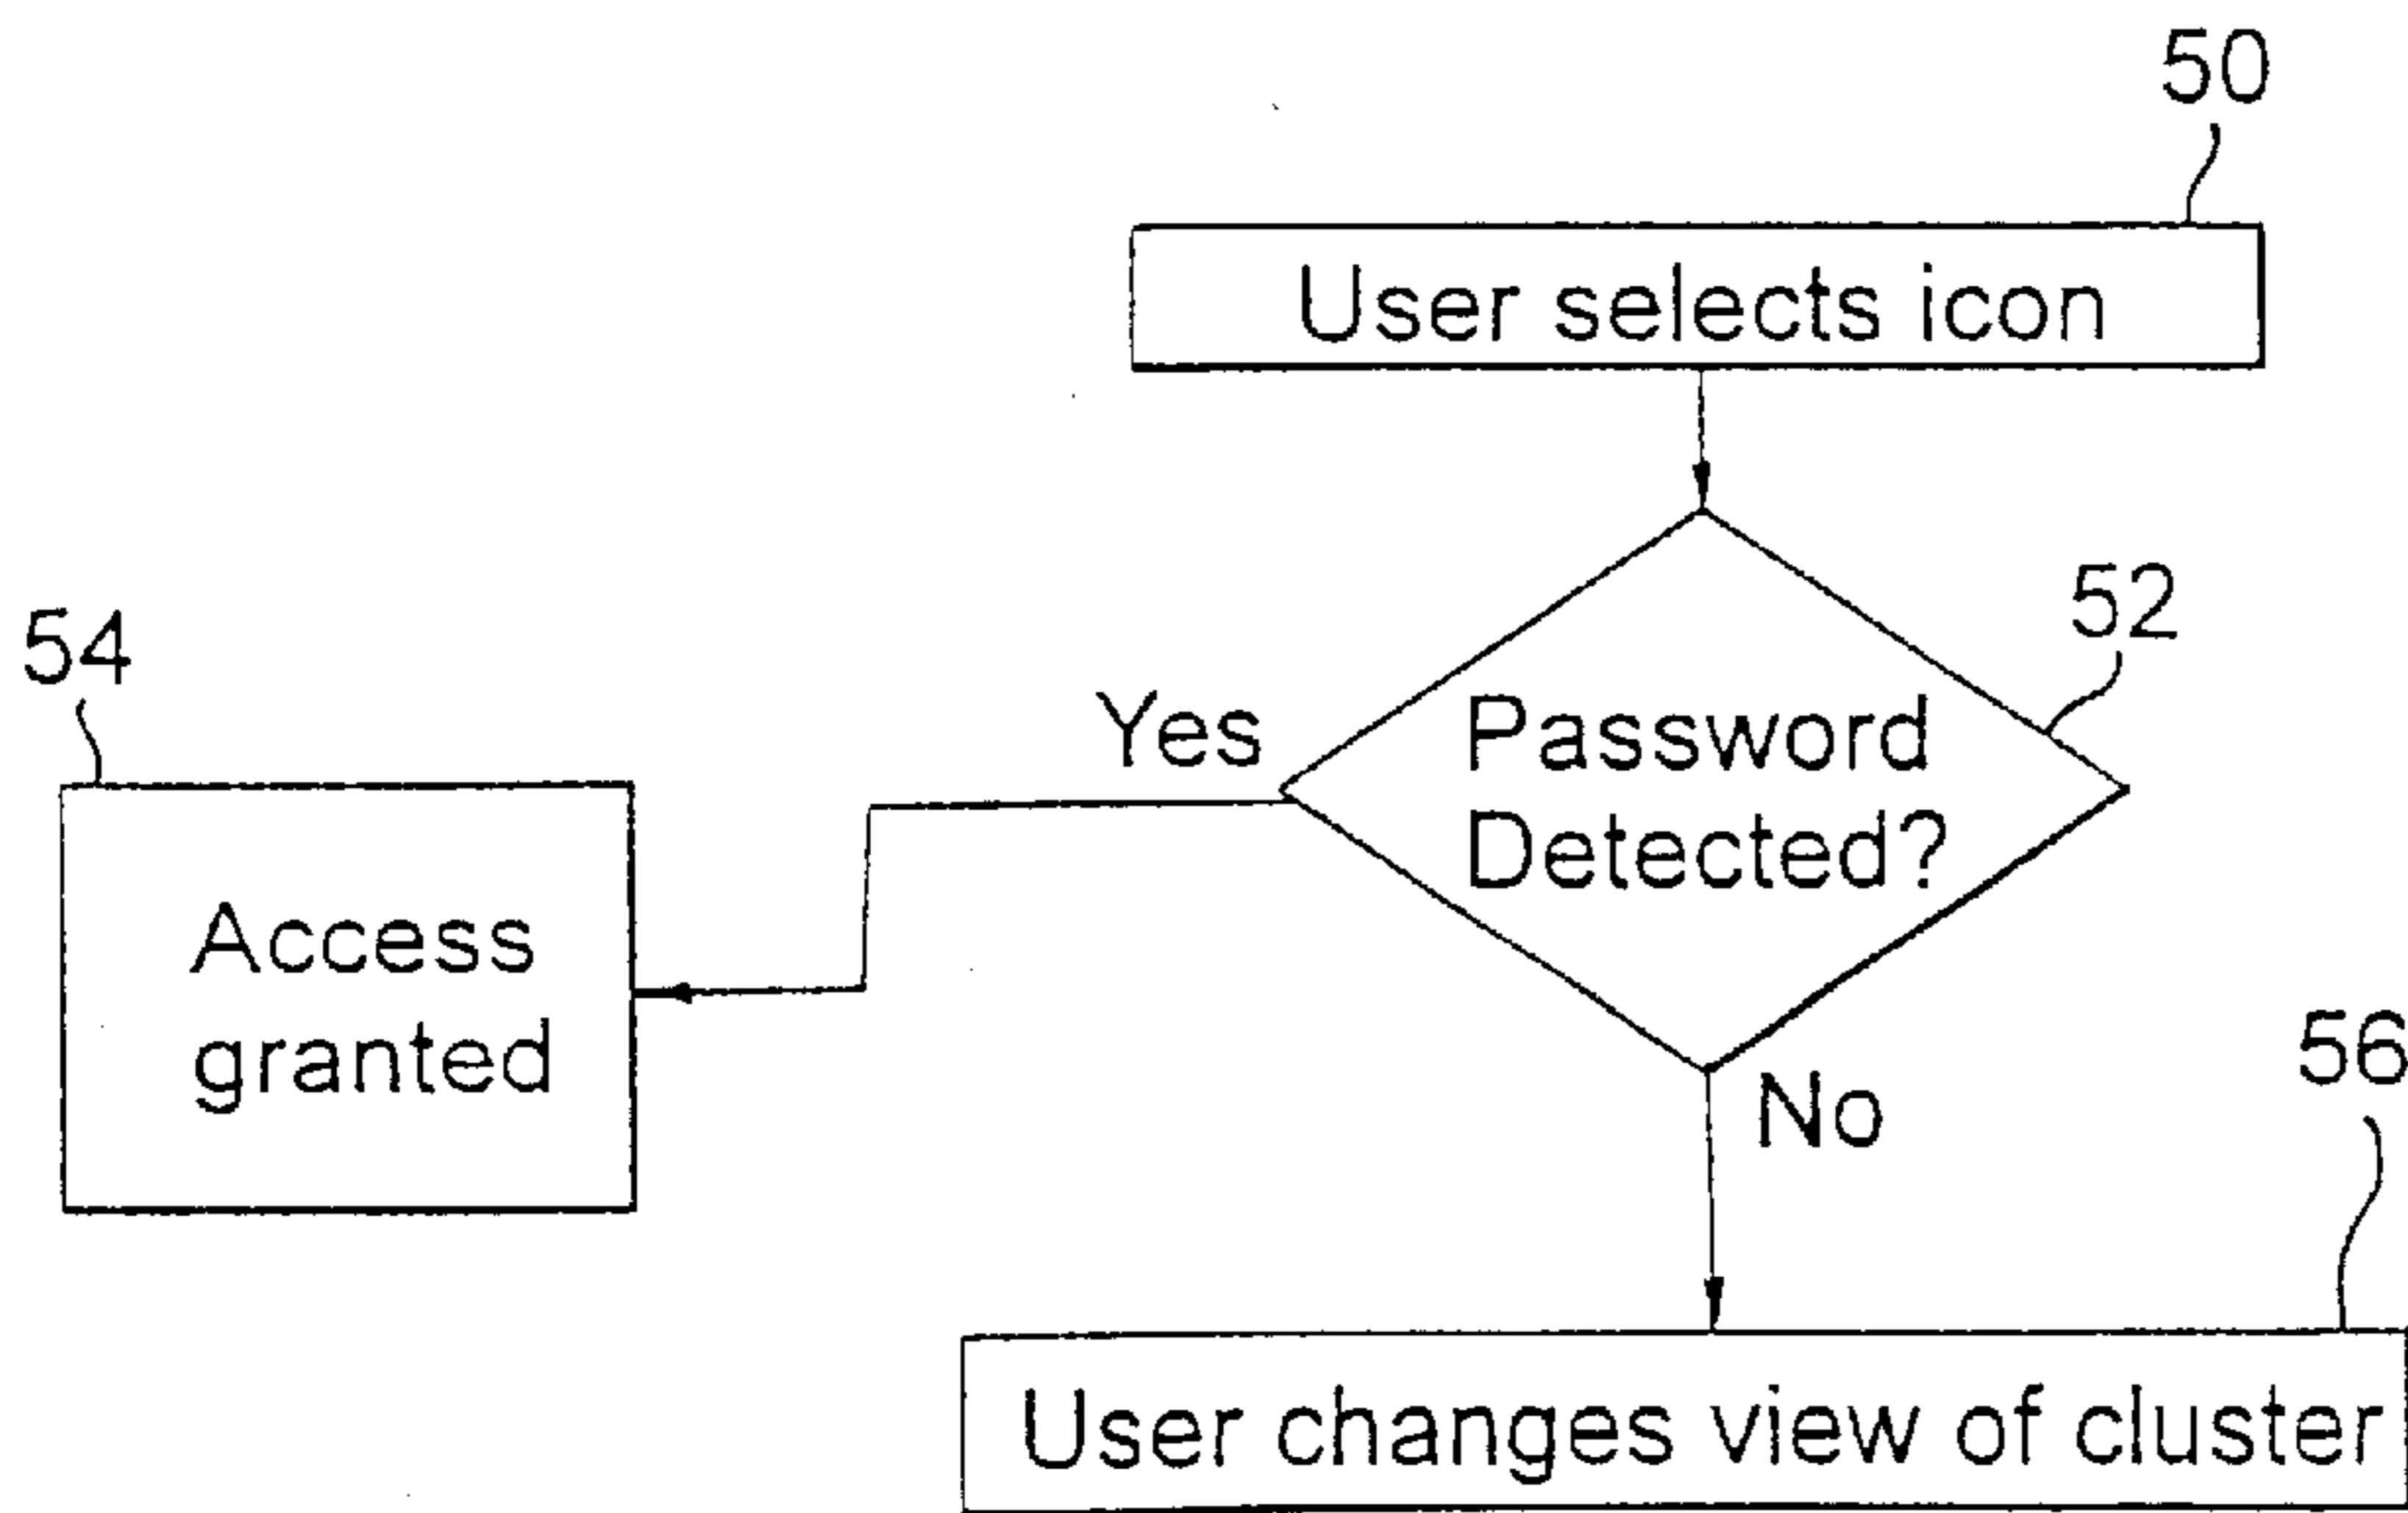 50
User selects icon
52
54
Yes
Password
Detected?
Access
granted
No
56
User changes view of cluster